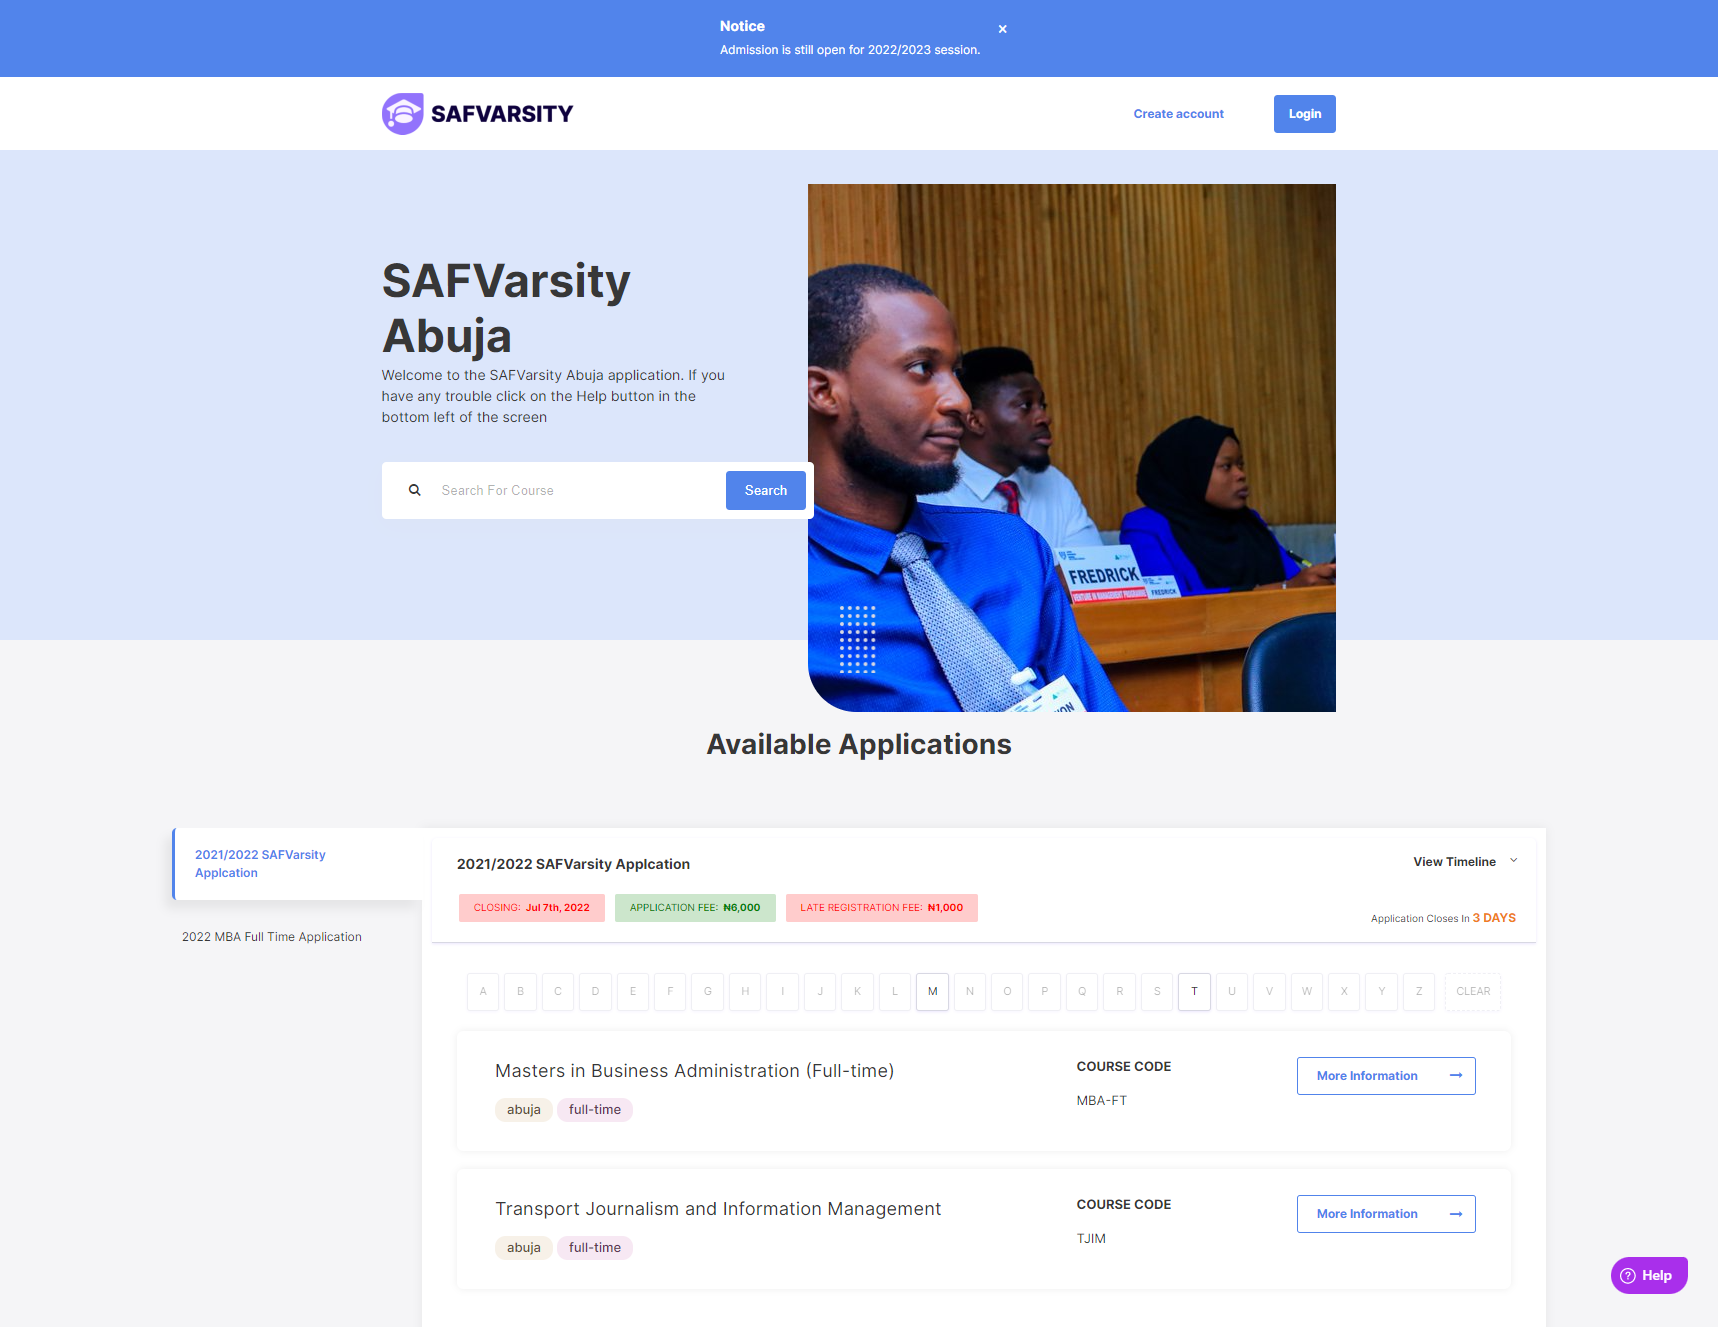 Notice
×
Admission is still open for 2022/2023 session.
SAFVARSITY
Create account
Login
SAFVarsity
Abuja
Welcome to the SAFVarsity Abuja application. If you
have any trouble click on the Help button in the
bottom left of the screen
Search For Course
Search
FREDRICK
VENTURE IN MANAGEMENT PROGRAMME
FREDRICK
Available Applications
2021/2022 SAFVarsity
Applcation
2022 MBA Full Time Application
2021/2022 SAFVarsity Applcation
View Timeline
CLOSING: Jul 7th, 2022
APPLICATION FEE: ₦6,000
LATE REGISTRATION FEE: ₦1,000
Application Closes In 3 DAYS
A B C D E F G H I J K L M N O P Q R S T U V W X Y Z CLEAR
Masters in Business Administration (Full-time)
abuja full-time
COURSE CODE
MBA-FT
More Information →
Transport Journalism and Information Management
abuja full-time
COURSE CODE
TJIM
More Information →
? Help